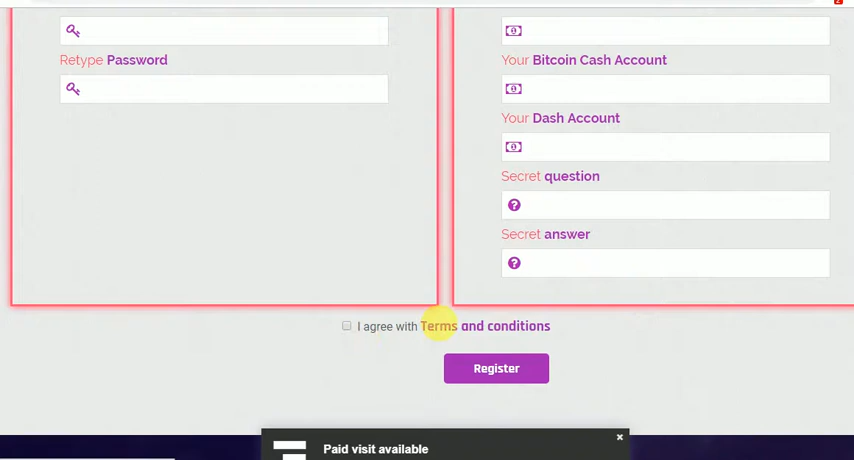 Retype Password
Your Bitcoin Cash Account
Your Dash Account
Secret question
Secret answer
I agree with Terms and conditions
Register
Paid visit available